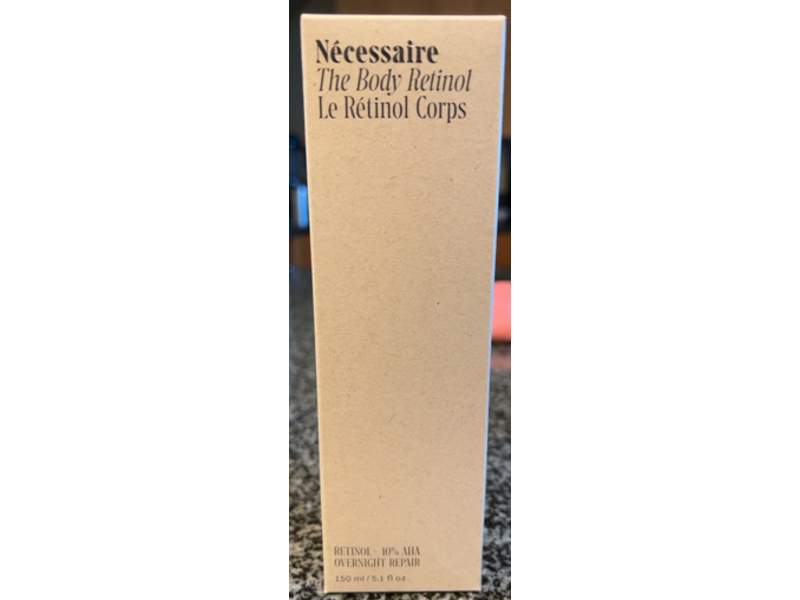 Nécessaire
The Body Retinol
Le Rétinol Corps
RETINOL + 10% AHA
OVERNIGHT REPAIR
150 ml / 5.1 fl oz